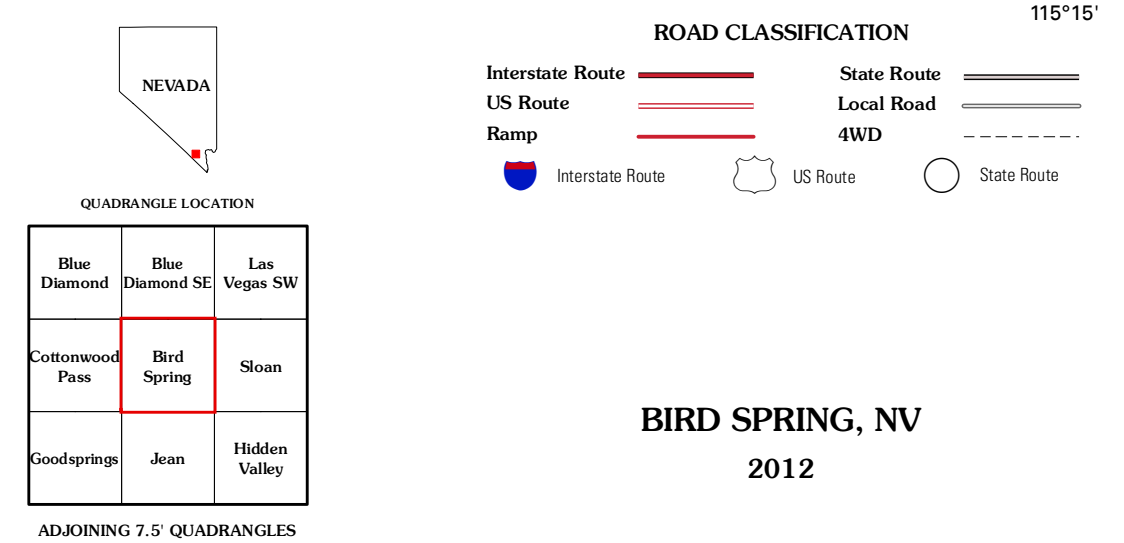 115°15'
ROAD CLASSIFICATION
Interstate Route
State Route
US Route
Local Road
Ramp
4WD
Interstate Route
US Route
State Route
NEVADA
QUADRANGLE LOCATION
Blue
Diamond
Blue
Diamond SE
Las
Vegas SW
Cottonwood
Pass
Bird
Spring
Sloan
Goodsprings
Jean
Hidden
Valley
ADJOINING 7.5' QUADRANGLES
BIRD SPRING, NV
2012